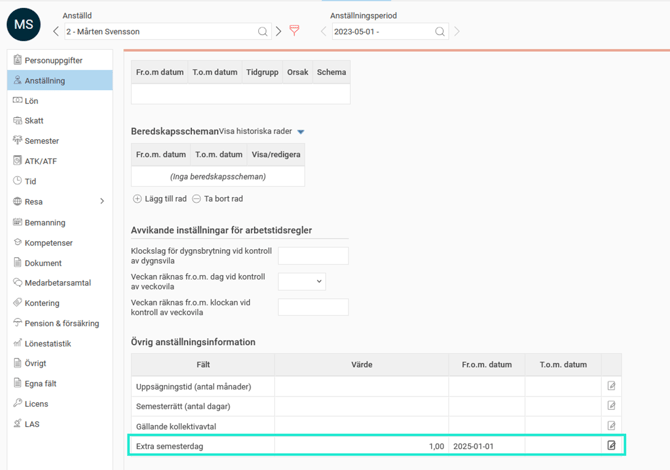 MS
Anställd
2 - Mårten Svensson
Anställningsperiod
2023-05-01 -
Personuppgifter
Anställning
Lön
Skatt
Semester
ATK/ATF
Tid
Resa
Bemanning
Kompetenser
Dokument
Medarbetarsamtal
Kontering
Pension & försäkring
Lönestatistik
Övrigt
Egna fält
Licens
LAS
Fr.o.m datum T.o.m datum Tidgrupp Orsak Schema
Beredskapsscheman Visa historiska rader
Fr.o.m. datum T.o.m. datum Visa/redigera
(Inga beredskapsscheman)
Lägg till rad Ta bort rad
Avvikande inställningar för arbetstidsregler
Klockslag för dygnsbrytning vid kontroll
av dygnsvila
Veckan räknas fr.o.m. dag vid kontroll
av veckovila
Veckan räknas fr.o.m. klockan vid
kontroll av veckovila
Övrig anställningsinformation
Fält Värde Fr.o.m. datum T.o.m. datum
Uppsägningstid (antal månader)
Semesterrätt (antal dagar)
Gällande kollektivavtal
Extra semesterdag 1,00 2025-01-01